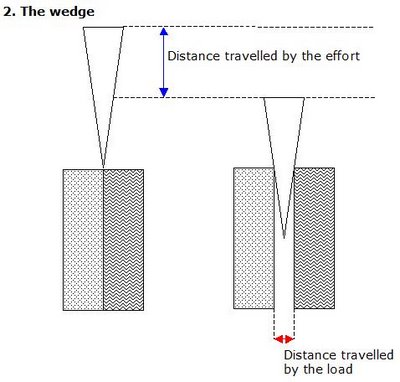 2. The wedge
Distance travelled by the effort
Distance travelled
by the load